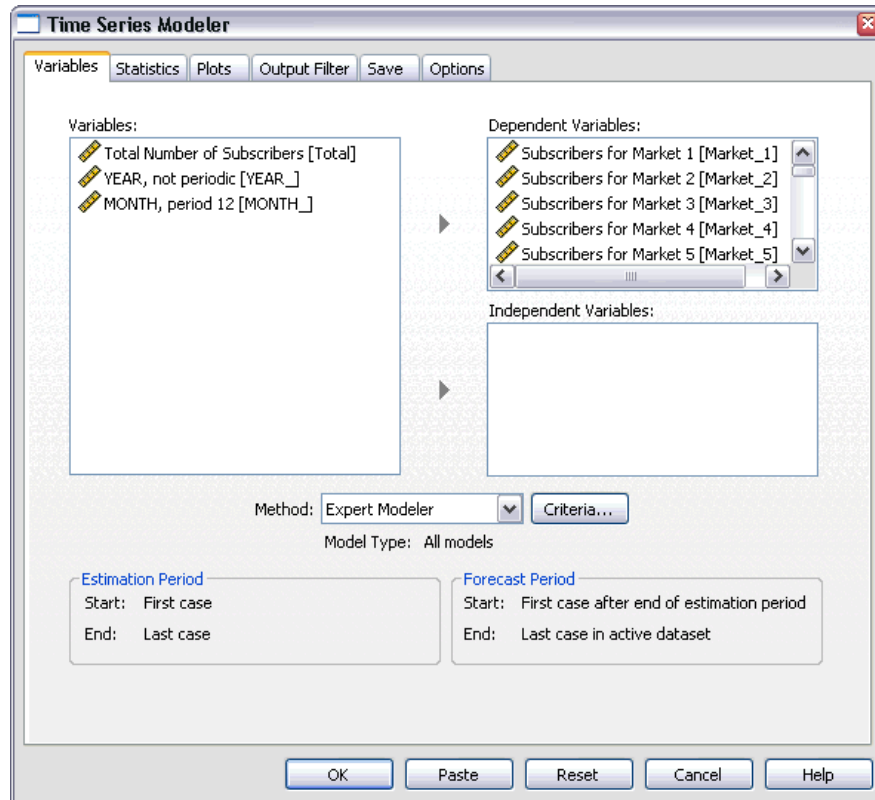 Time Series Modeler
Variables Statistics Plots Output Filter Save Options
Variables:
Total Number of Subscribers [Total]
YEAR, not periodic [YEAR_]
MONTH, period 12 [MONTH_]
Dependent Variables:
Subscribers for Market 1 [Market_1]
Subscribers for Market 2 [Market_2]
Subscribers for Market 3 [Market_3]
Subscribers for Market 4 [Market_4]
Subscribers for Market 5 [Market_5]
Independent Variables:
Method: Expert Modeler Criteria...
Model Type: All models
Estimation Period
Start: First case
End: Last case
Forecast Period
Start: First case after end of estimation period
End: Last case in active dataset
OK Paste Reset Cancel Help